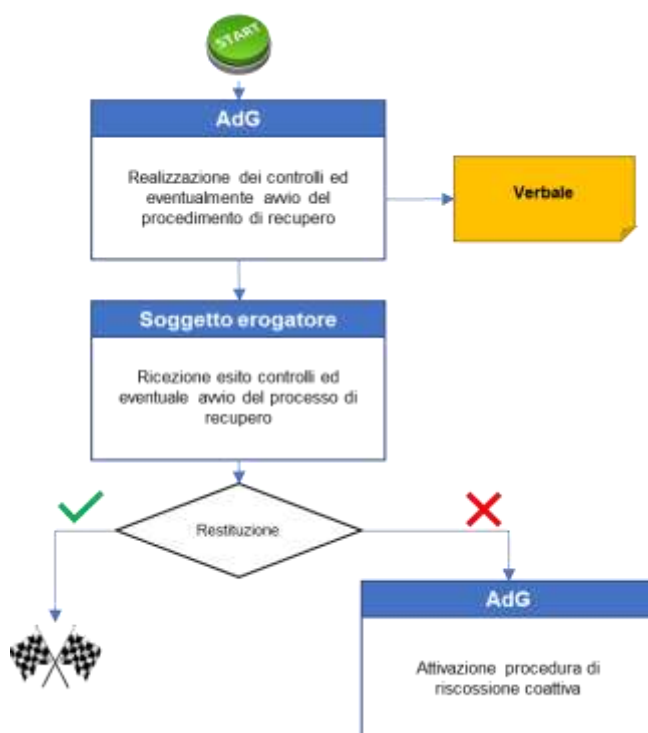 START
AdG
Realizzazione dei controlli ed
eventualmente avvio del
procedimento di recupero
Verbale
Soggetto erogatore
Ricezione esito controlli ed
eventuale avvio del processo di
recupero
Restituzione
AdG
Attivazione procedura di
riscossione coattiva